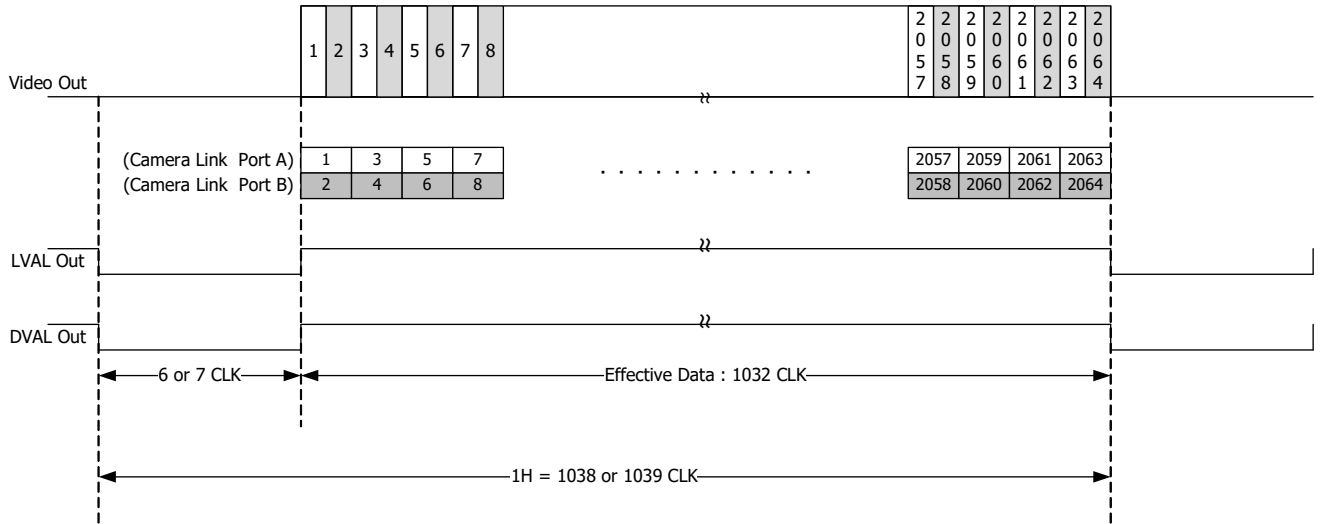 1 2 3 4 5 6 7 8 2057 2058 2059 2060 2061 2062 2063 2064
Video Out
(Camera Link Port A) 1 3 5 7 . . . . . . . . . . . . 2057 2059 2061 2063
(Camera Link Port B) 2 4 6 8 2058 2060 2062 2064
LVAL Out
DVAL Out
6 or 7 CLK Effective Data : 1032 CLK
1H = 1038 or 1039 CLK